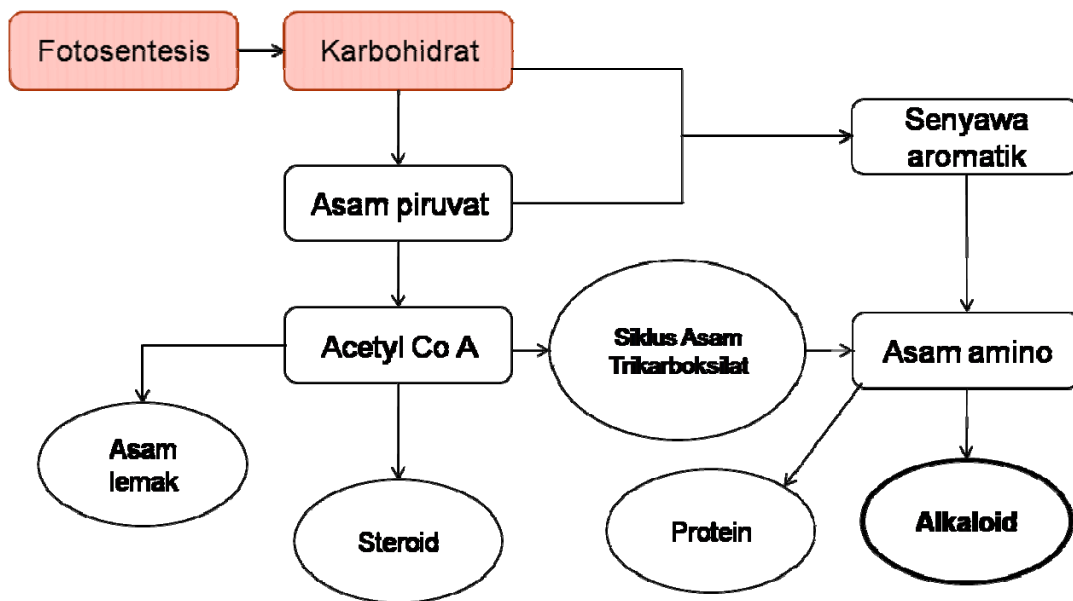 Fotosentesis
Karbohidrat
Senyawa
aromatik
Asam piruvat
Acetyl Co A
Siklus Asam
Trikarboksilat
Asam amino
Asam
lemak
Steroid
Protein
Alkaloid